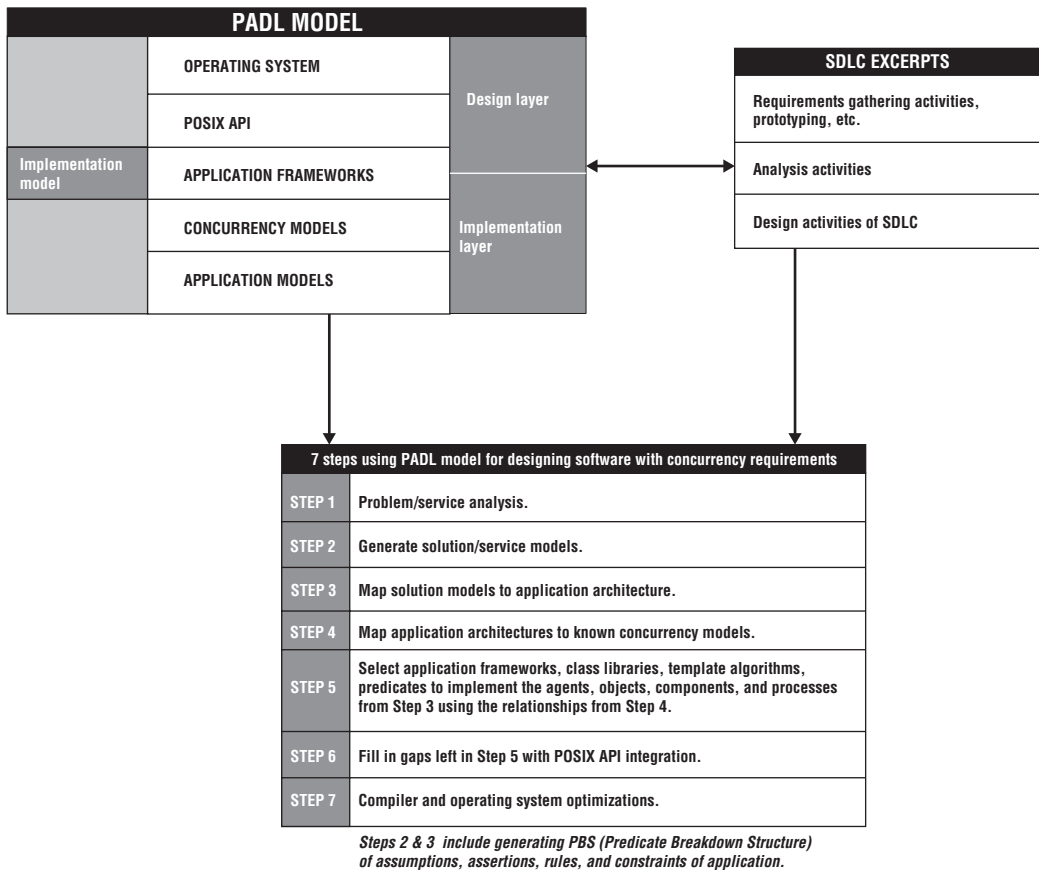 PADL MODEL
OPERATING SYSTEM
POSIX API
Implementation
model
APPLICATION FRAMEWORKS
CONCURRENCY MODELS
APPLICATION MODELS
Design layer
Implementation
layer
SDLC EXCERPTS
Requirements gathering activities,
prototyping, etc.
Analysis activities
Design activities of SDLC
7 steps using PADL model for designing software with concurrency requirements
STEP 1 Problem/service analysis.
STEP 2 Generate solution/service models.
STEP 3 Map solution models to application architecture.
STEP 4 Map application architectures to known concurrency models.
STEP 5 Select application frameworks, class libraries, template algorithms,
predicates to implement the agents, objects, components, and processes
from Step 3 using the relationships from Step 4.
STEP 6 Fill in gaps left in Step 5 with POSIX API integration.
STEP 7 Compiler and operating system optimizations.
Steps 2 & 3 include generating PBS (Predicate Breakdown Structure)
of assumptions, assertions, rules, and constraints of application.